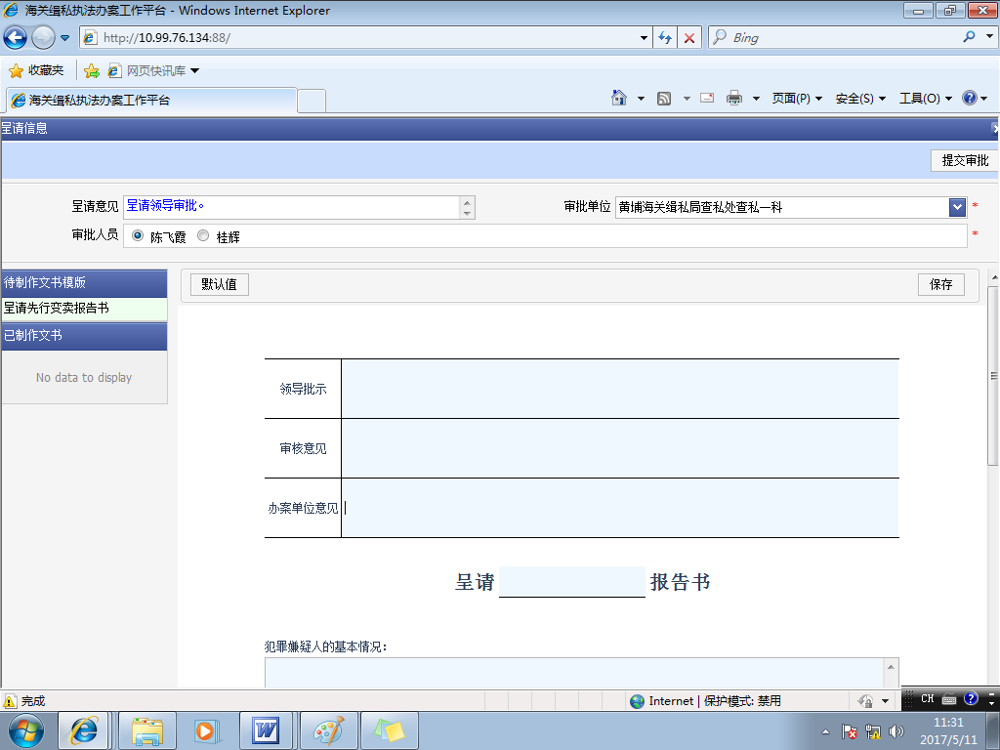 海关缉私执法办案工作平台 - Windows Internet Explorer
http://10.99.76.134:88/
Bing
收藏夹
网页快讯库
海关缉私执法办案工作平台
页面(P)
安全(S)
工具(O)
呈请信息
提交审批
呈请意见
呈请领导审批。
审批单位
黄埔海关缉私局查私处查私一科
*
审批人员
陈飞霞
桂辉
*
待制作文书模版
默认值
保存
呈请先行变卖报告书
已制作文书
No data to display
领导批示
审核意见
办案单位意见
呈请
报告书
犯罪嫌疑人的基本情况：
完成
Internet | 保护模式: 禁用
CH
11:31
2017/5/11